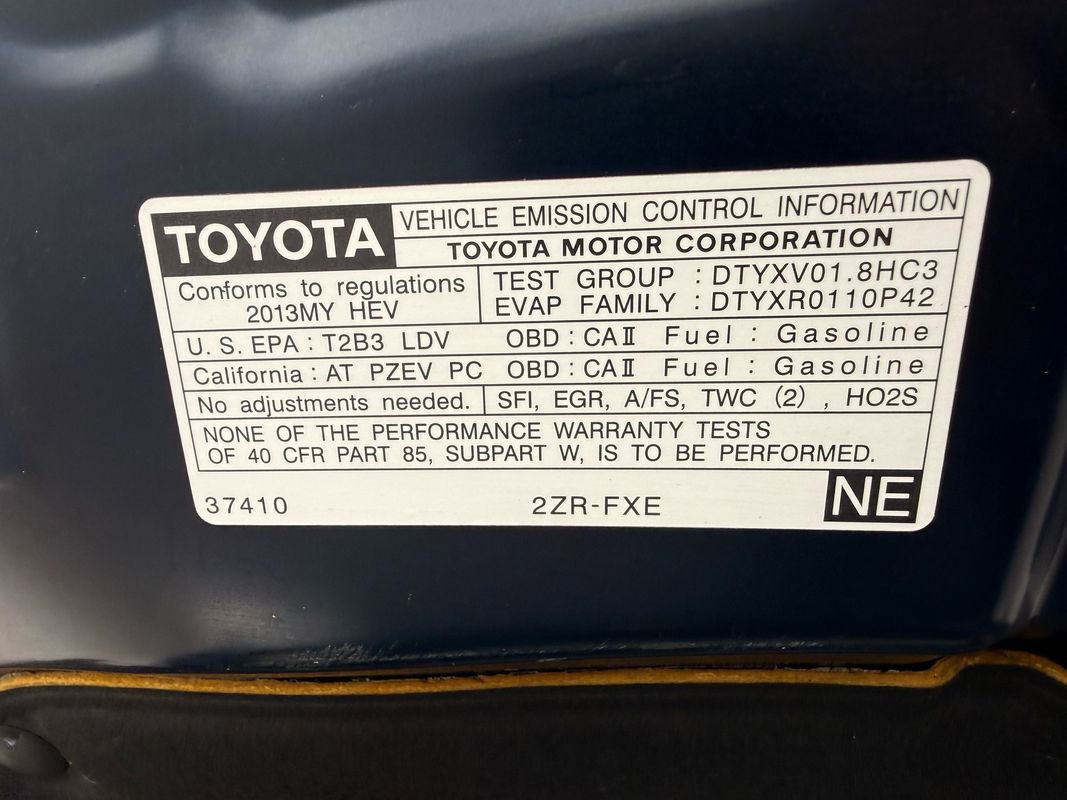 TOYOTA VEHICLE EMISSION CONTROL INFORMATION
TOYOTA MOTOR CORPORATION
Conforms to regulations
2013MY HEV
TEST GROUP : DTYXV01.8HC3
EVAP FAMILY : DTYXR0110P42
U. S. EPA : T2B3 LDV OBD : CAⅡ Fuel : Gasoline
California : AT PZEV PC OBD : CAⅡ Fuel : Gasoline
No adjustments needed. SFI, EGR, A/FS, TWC (2) , HO2S
NONE OF THE PERFORMANCE WARRANTY TESTS
OF 40 CFR PART 85, SUBPART W, IS TO BE PERFORMED.
37410 2ZR-FXE NE